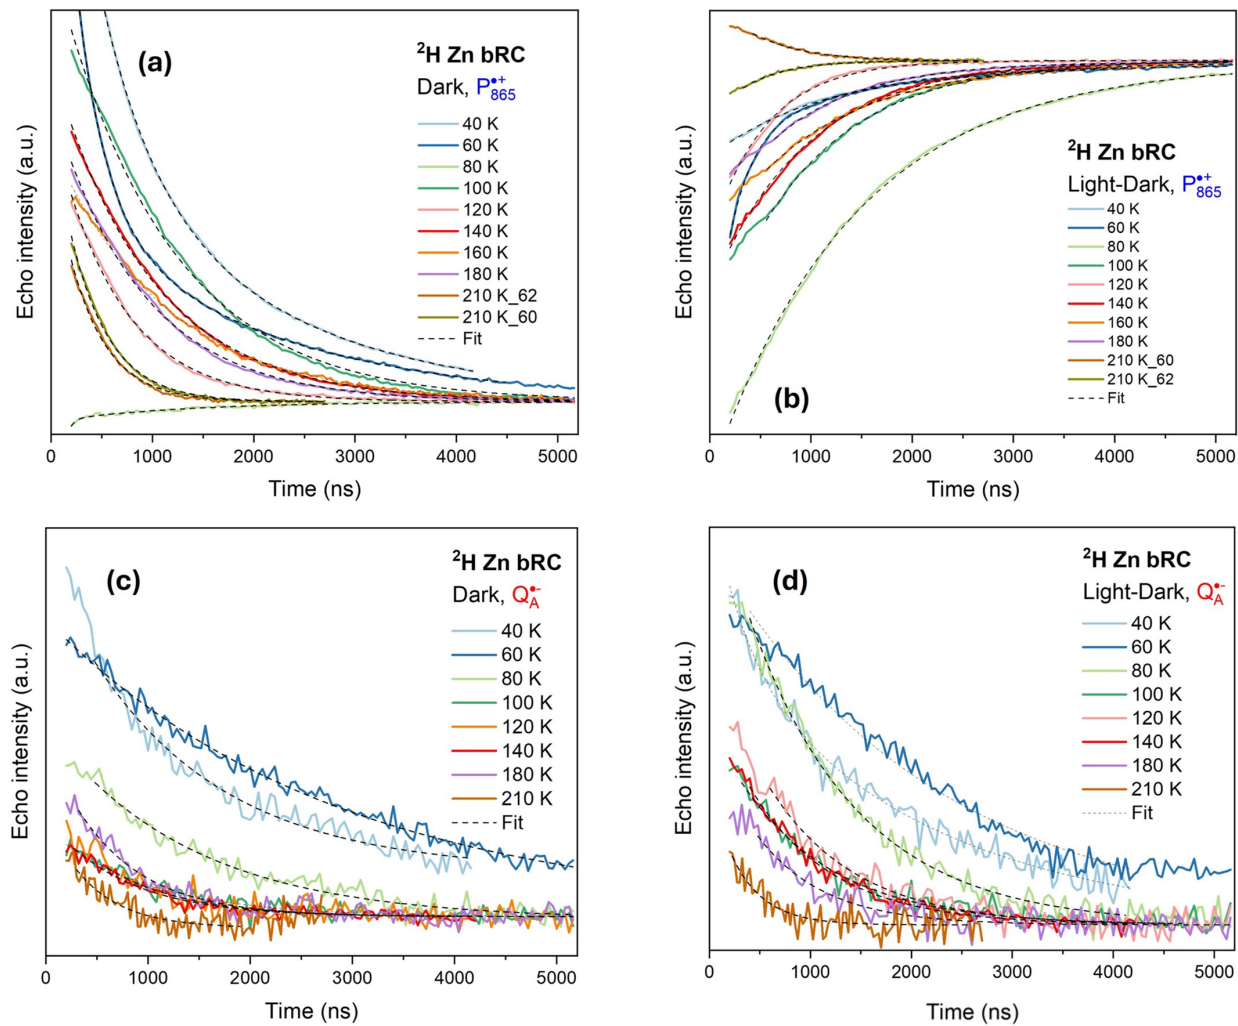 (a)
²H Zn bRC
Dark, P₈₆₅•⁺
40 K
60 K
80 K
100 K
120 K
140 K
160 K
180 K
210 K_62
210 K_60
Fit
Echo intensity (a.u.)
0 1000 2000 3000 4000 5000
Time (ns)
(b)
²H Zn bRC
Light-Dark, P₈₆₅•⁺
40 K
60 K
80 K
100 K
120 K
140 K
160 K
180 K
210 K_60
210 K_62
Fit
Echo intensity (a.u.)
0 1000 2000 3000 4000 5000
Time (ns)
(c)
²H Zn bRC
Dark, Q_A•⁻
40 K
60 K
80 K
100 K
120 K
140 K
180 K
210 K
Fit
Echo intensity (a.u.)
0 1000 2000 3000 4000 5000
Time (ns)
(d)
²H Zn bRC
Light-Dark, Q_A•⁻
40 K
60 K
80 K
100 K
120 K
140 K
180 K
210 K
Fit
Echo intensity (a.u.)
0 1000 2000 3000 4000 5000
Time (ns)